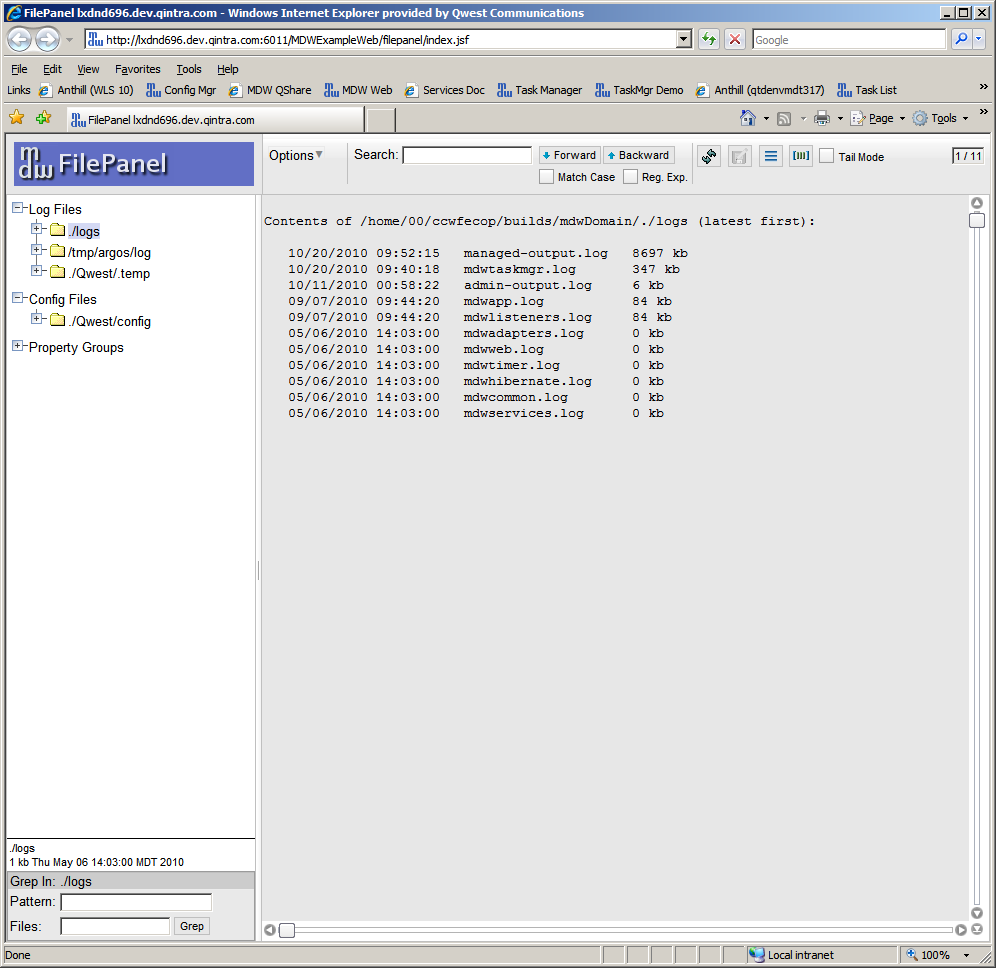 FilePanel lxdnd696.dev.qintra.com - Windows Internet Explorer provided by Qwest Communications
http://lxdnd696.dev.qintra.com:6011/MDWExampleWeb/filepanel/index.jsf
Google
File Edit View Favorites Tools Help
Links Anthill (WLS 10) Config Mgr MDW QShare MDW Web Services Doc Task Manager TaskMgr Demo Anthill (qtdenvmdt317) Task List »
FilePanel lxdnd696.dev.qintra.com
Page Tools »
mdw FilePanel
Options Search: Forward Backward Tail Mode 1 / 11
Match Case Reg. Exp.
Log Files
./logs
/tmp/argos/log
./Qwest/.temp
Config Files
./Qwest/config
Property Groups
Contents of /home/00/ccwfecop/builds/mdwDomain/./logs (latest first):
10/20/2010 09:52:15 managed-output.log 8697 kb
10/20/2010 09:40:18 mdwtaskmgr.log 347 kb
10/11/2010 00:58:22 admin-output.log 6 kb
09/07/2010 09:44:20 mdwapp.log 84 kb
09/07/2010 09:44:20 mdwlisteners.log 84 kb
05/06/2010 14:03:00 mdwadapters.log 0 kb
05/06/2010 14:03:00 mdwweb.log 0 kb
05/06/2010 14:03:00 mdwtimer.log 0 kb
05/06/2010 14:03:00 mdwhibernate.log 0 kb
05/06/2010 14:03:00 mdwcommon.log 0 kb
05/06/2010 14:03:00 mdwservices.log 0 kb
./logs
1 kb Thu May 06 14:03:00 MDT 2010
Grep In: ./logs
Pattern:
Files: Grep
Done Local intranet 100%